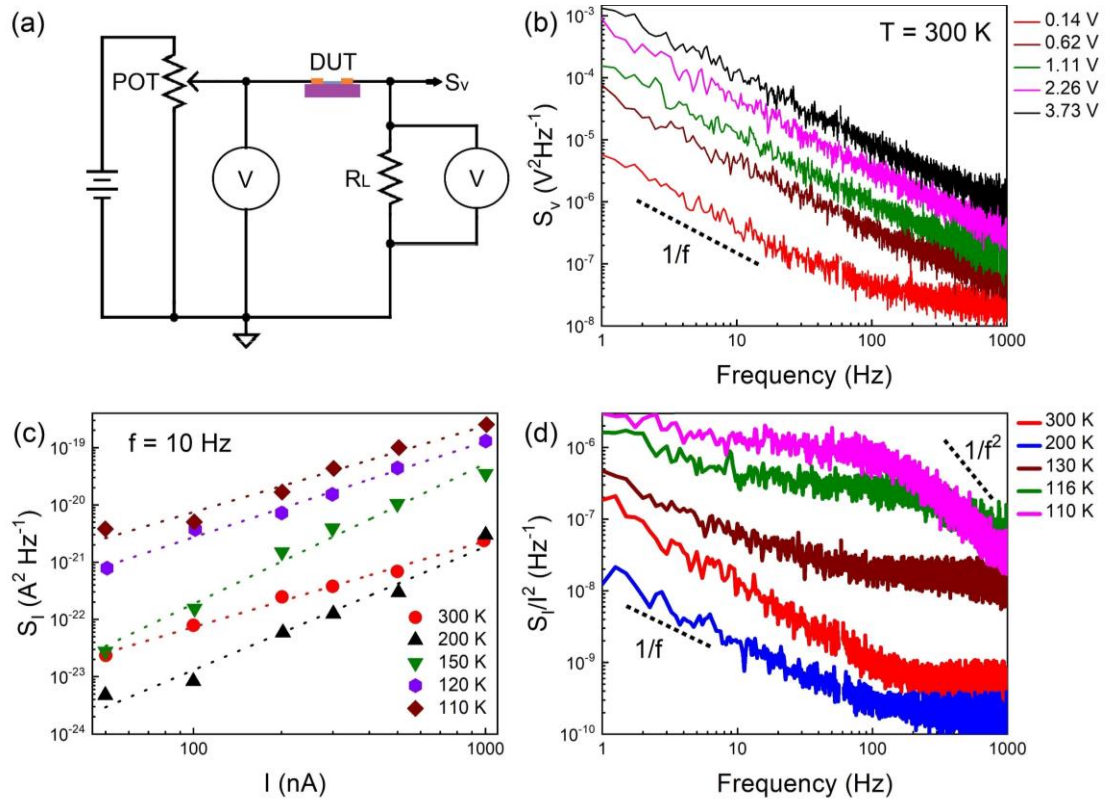 (a)
POT
DUT
Sv
V
RL
V
(b)
T = 300 K
10⁻³
10⁻⁴
10⁻⁵
10⁻⁶
10⁻⁷
10⁻⁸
Sᵥ (V²Hz⁻¹)
1/f
1
10
100
1000
Frequency (Hz)
0.14 V
0.62 V
1.11 V
2.26 V
3.73 V
(c)
f = 10 Hz
10⁻¹⁹
10⁻²⁰
10⁻²¹
10⁻²²
10⁻²³
10⁻²⁴
S_I (A² Hz⁻¹)
300 K
200 K
150 K
120 K
110 K
100
1000
I (nA)
(d)
10⁻⁶
10⁻⁷
10⁻⁸
10⁻⁹
10⁻¹⁰
S_I/I² (Hz⁻¹)
1/f²
1/f
1
10
100
1000
Frequency (Hz)
300 K
200 K
130 K
116 K
110 K